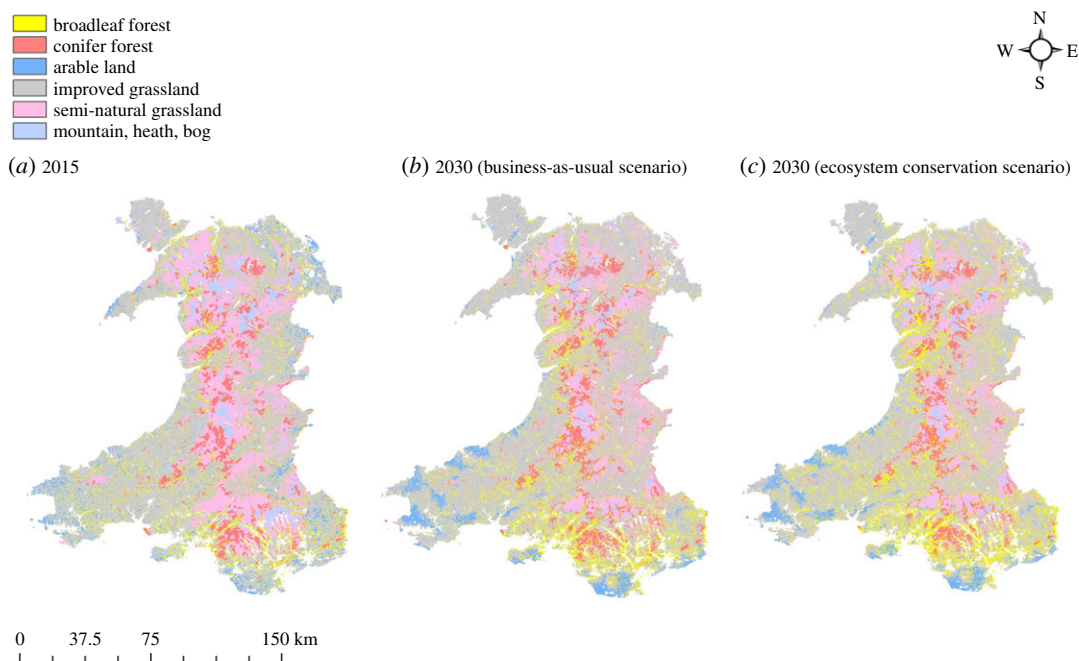 broadleaf forest
conifer forest
arable land
improved grassland
semi-natural grassland
mountain, heath, bog
N
W E
S
(a) 2015
(b) 2030 (business-as-usual scenario)
(c) 2030 (ecosystem conservation scenario)
0 37.5 75 150 km